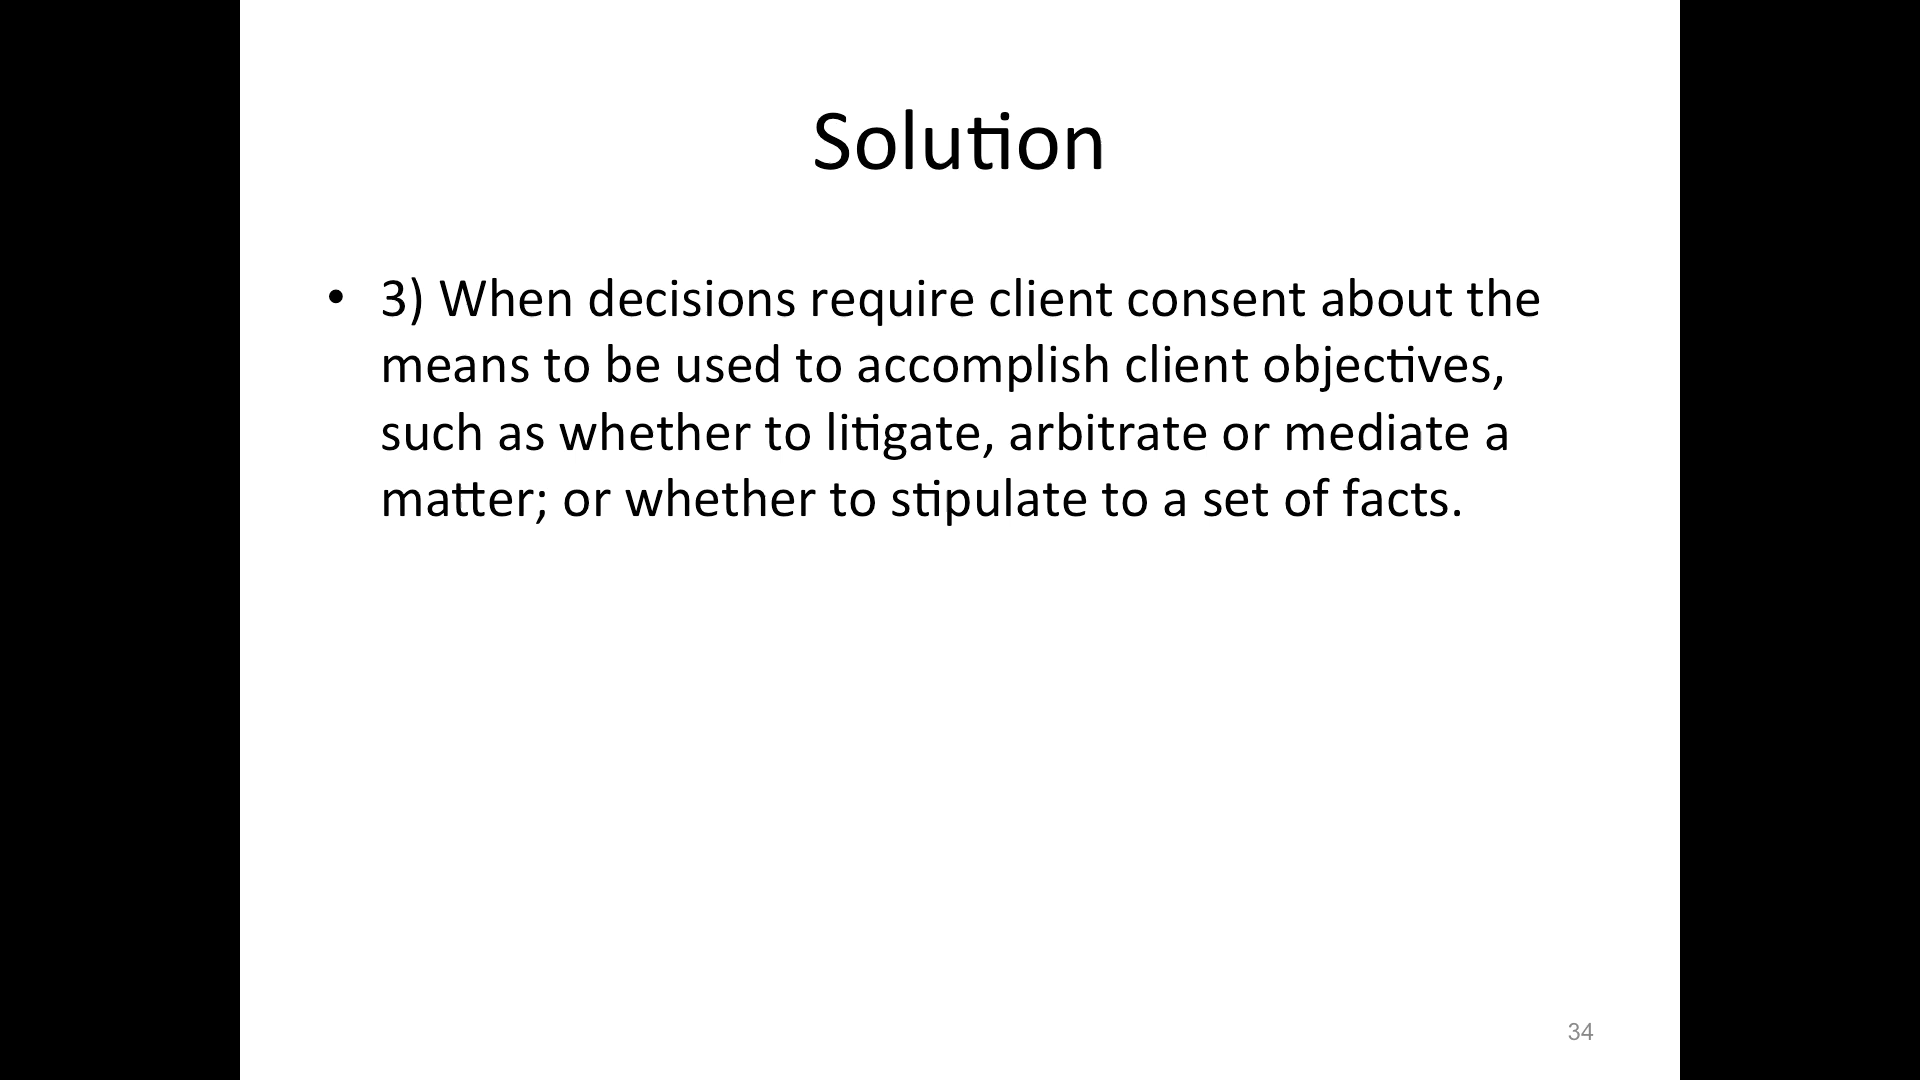 Solution
• 3) When decisions require client consent about the
means to be used to accomplish client objectives,
such as whether to litigate, arbitrate or mediate a
matter; or whether to stipulate to a set of facts.
34